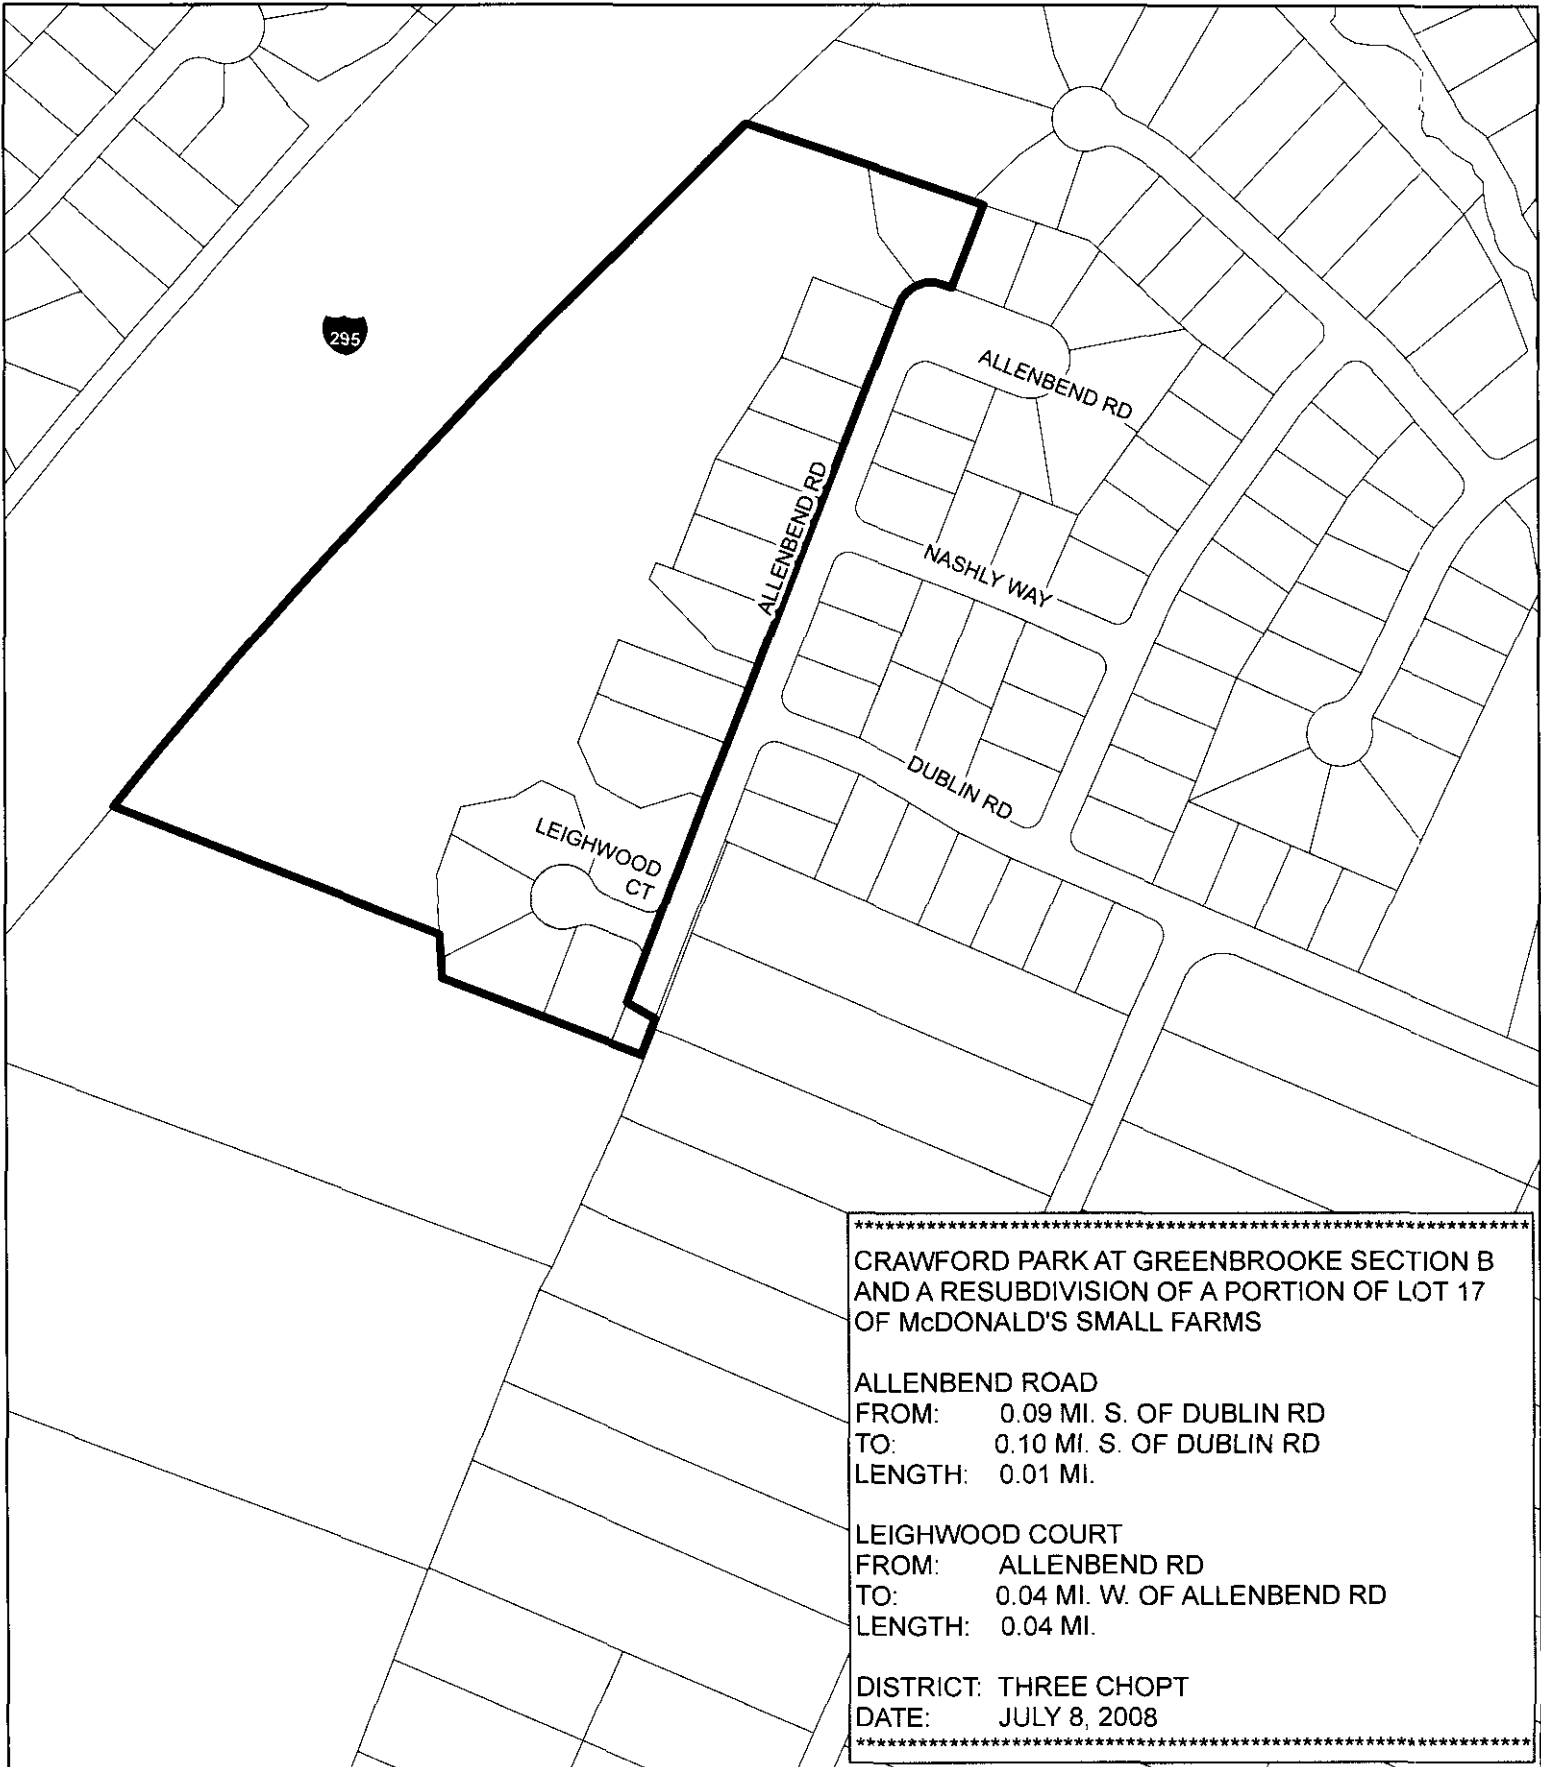 295
ALLENBEND RD
ALLENBEND RD
NASHLY WAY
DUBLIN RD
LEIGHWOOD
CT
********************************************************************
CRAWFORD PARK AT GREENBROOKE SECTION B
AND A RESUBDIVISION OF A PORTION OF LOT 17
OF McDONALD'S SMALL FARMS
ALLENBEND ROAD
FROM: 0.09 MI. S. OF DUBLIN RD
TO: 0.10 MI. S. OF DUBLIN RD
LENGTH: 0.01 MI.
LEIGHWOOD COURT
FROM: ALLENBEND RD
TO: 0.04 MI. W. OF ALLENBEND RD
LENGTH: 0.04 MI.
DISTRICT: THREE CHOPT
DATE: JULY 8, 2008
********************************************************************